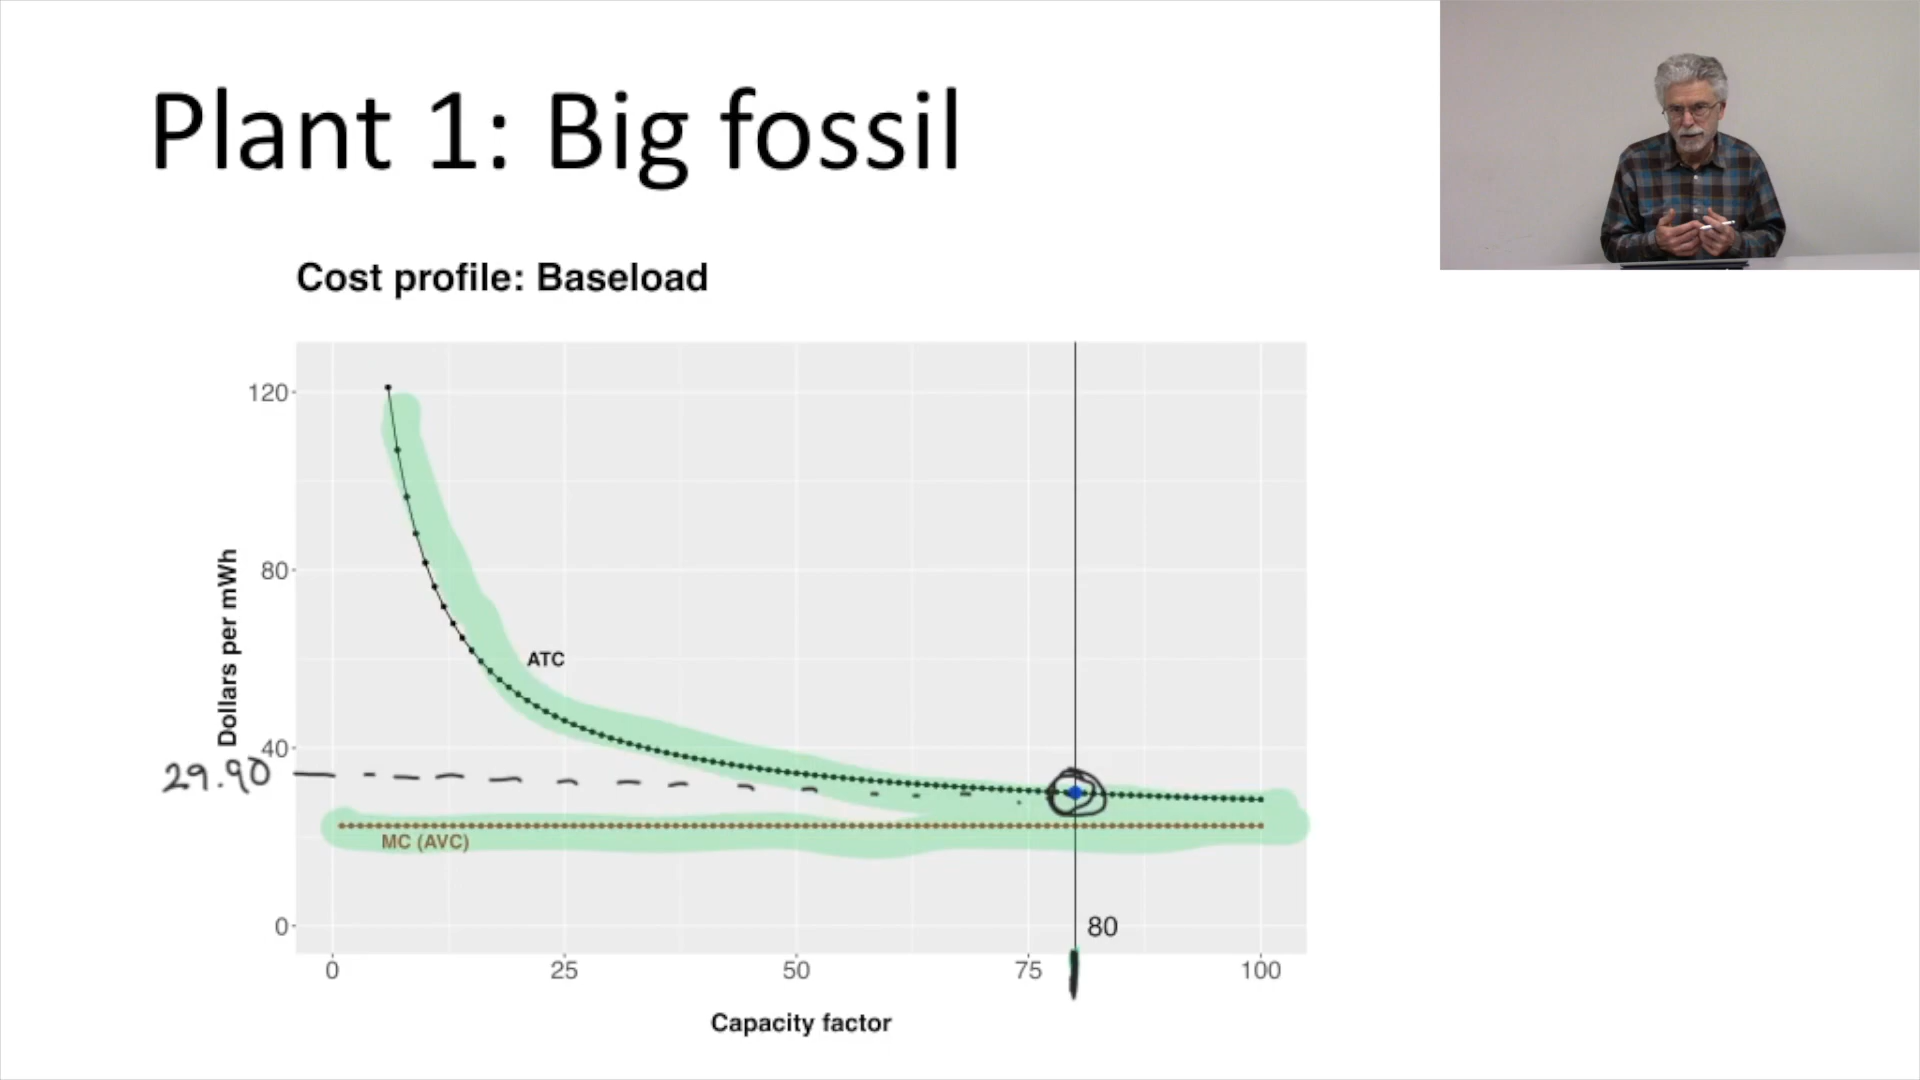 Plant 1: Big fossil
Cost profile: Baseload
Dollars per mWh
120
80
40
0
29.90
ATC
MC (AVC)
80
0 25 50 75 100
Capacity factor